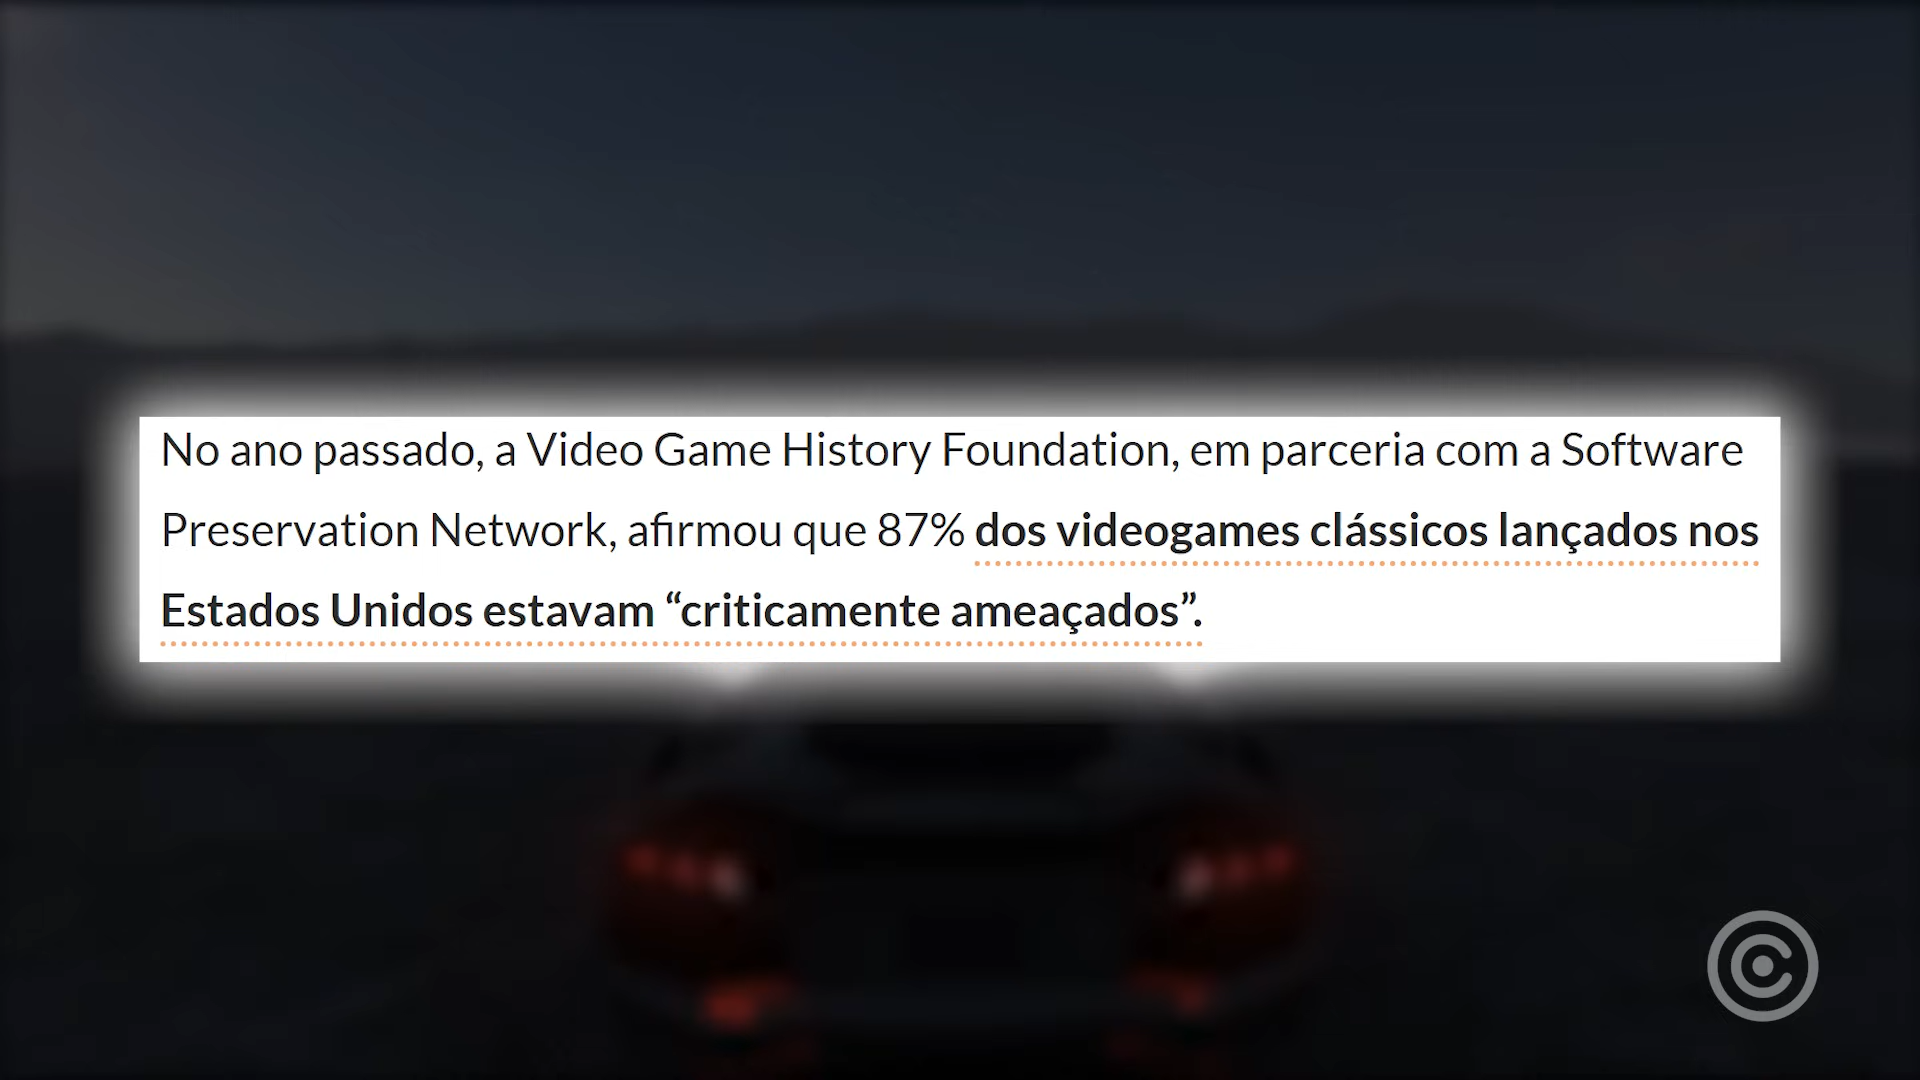 No ano passado, a Video Game History Foundation, em parceria com a Software
Preservation Network, afirmou que 87% dos videogames clássicos lançados nos
Estados Unidos estavam “criticamente ameaçados”.